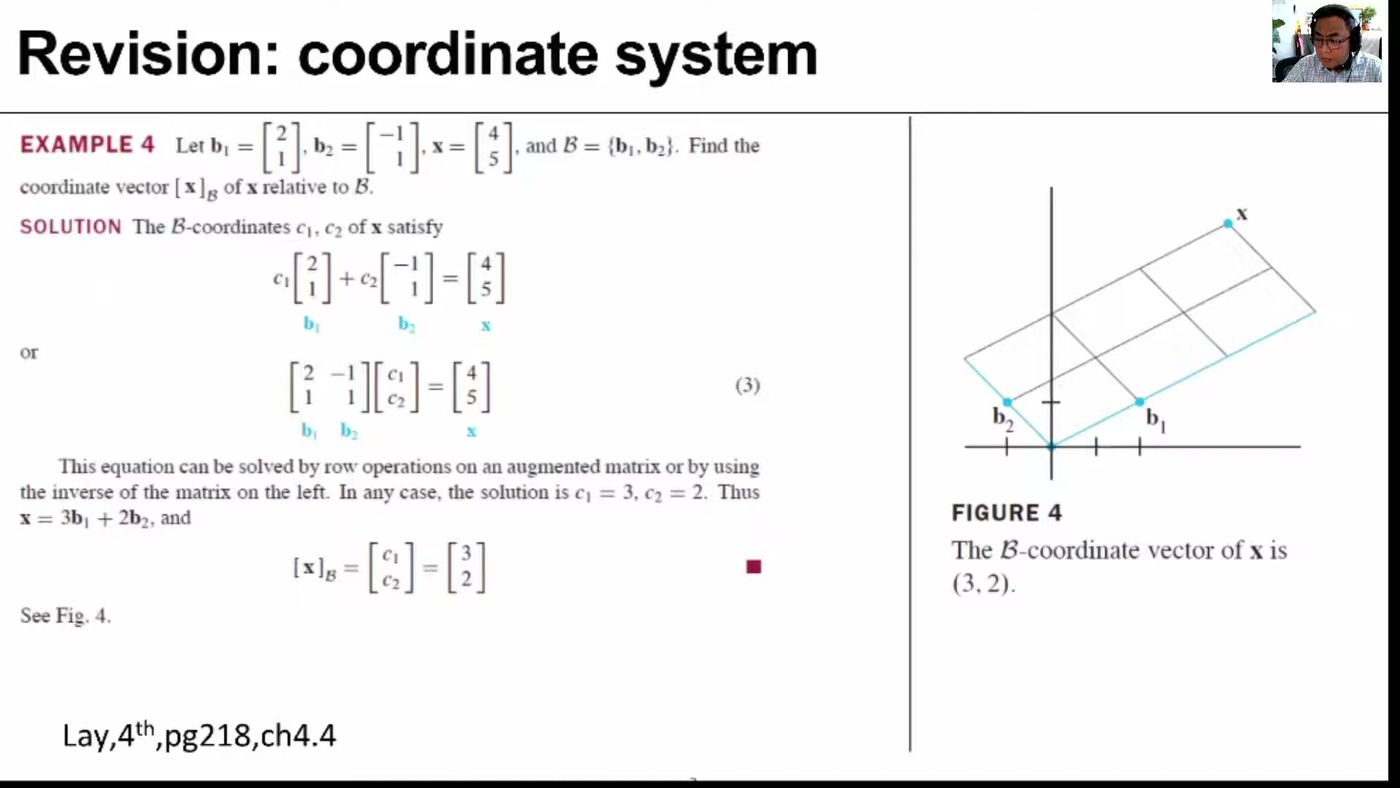 Revision: coordinate system
EXAMPLE 4 Let b₁ = [2 1], b₂ = [−1 1], x = [4 5], and ℬ = {b₁, b₂}. Find the
coordinate vector [x]ℬ of x relative to ℬ.
SOLUTION The ℬ-coordinates c₁, c₂ of x satisfy
c₁[2 1] + c₂[−1 1] = [4 5]
b₁ b₂ x
or
[2 −1 1 1][c₁ c₂] = [4 5] (3)
b₁ b₂ x
This equation can be solved by row operations on an augmented matrix or by using
the inverse of the matrix on the left. In any case, the solution is c₁ = 3, c₂ = 2. Thus
x = 3b₁ + 2b₂, and
[x]ℬ = [c₁ c₂] = [3 2]
See Fig. 4.
Lay,4th,pg218,ch4.4
x
b₂
b₁
FIGURE 4
The ℬ-coordinate vector of x is
(3, 2).